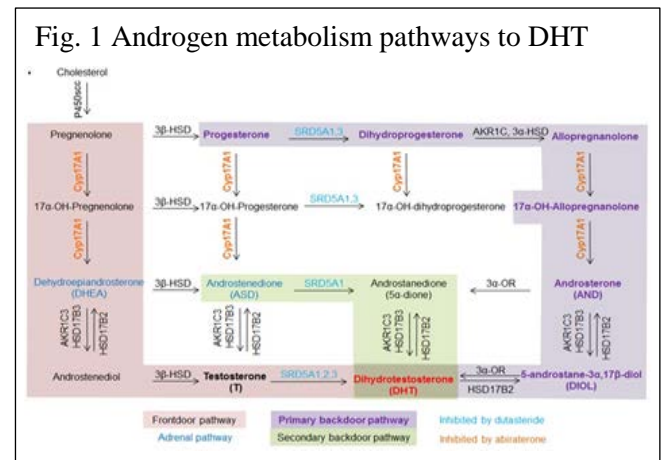 Fig. 1 Androgen metabolism pathways to DHT
Cholesterol
P450scc
Pregnenolone 3β-HSD Progesterone SRD5A1,3 Dihydroprogesterone AKR1C, 3α-HSD Allopregnanolone
Cyp17A1 Cyp17A1 Cyp17A1 Cyp17A1
17α-OH-Pregnenolone 3β-HSD 17α-OH-Progesterone SRD5A1,3 17α-OH-dihydroprogesterone 17α-OH-Allopregnanolone
Cyp17A1 Cyp17A1 Cyp17A1
Dehydroepiandrosterone 3β-HSD Androstenedione SRD5A1 Androstanedione 3α-OR Androsterone
(DHEA) (ASD) (5α-dione) (AND)
AKR1C3 HSD17B3 HSD17B2 AKR1C3 HSD17B3 HSD17B2 AKR1C3 HSD17B3 HSD17B2 AKR1C3 HSD17B3 HSD17B2
Androstenediol 3β-HSD Testosterone SRD5A1,2,3 Dihydrotestosterone 3α-OR 5-androstane-3α,17β-diol
(T) (DHT) HSD17B2 (DIOL)
Frontdoor pathway Primary backdoor pathway Inhibited by dutasteride
Adrenal pathway Secondary backdoor pathway Inhibited by abiraterone